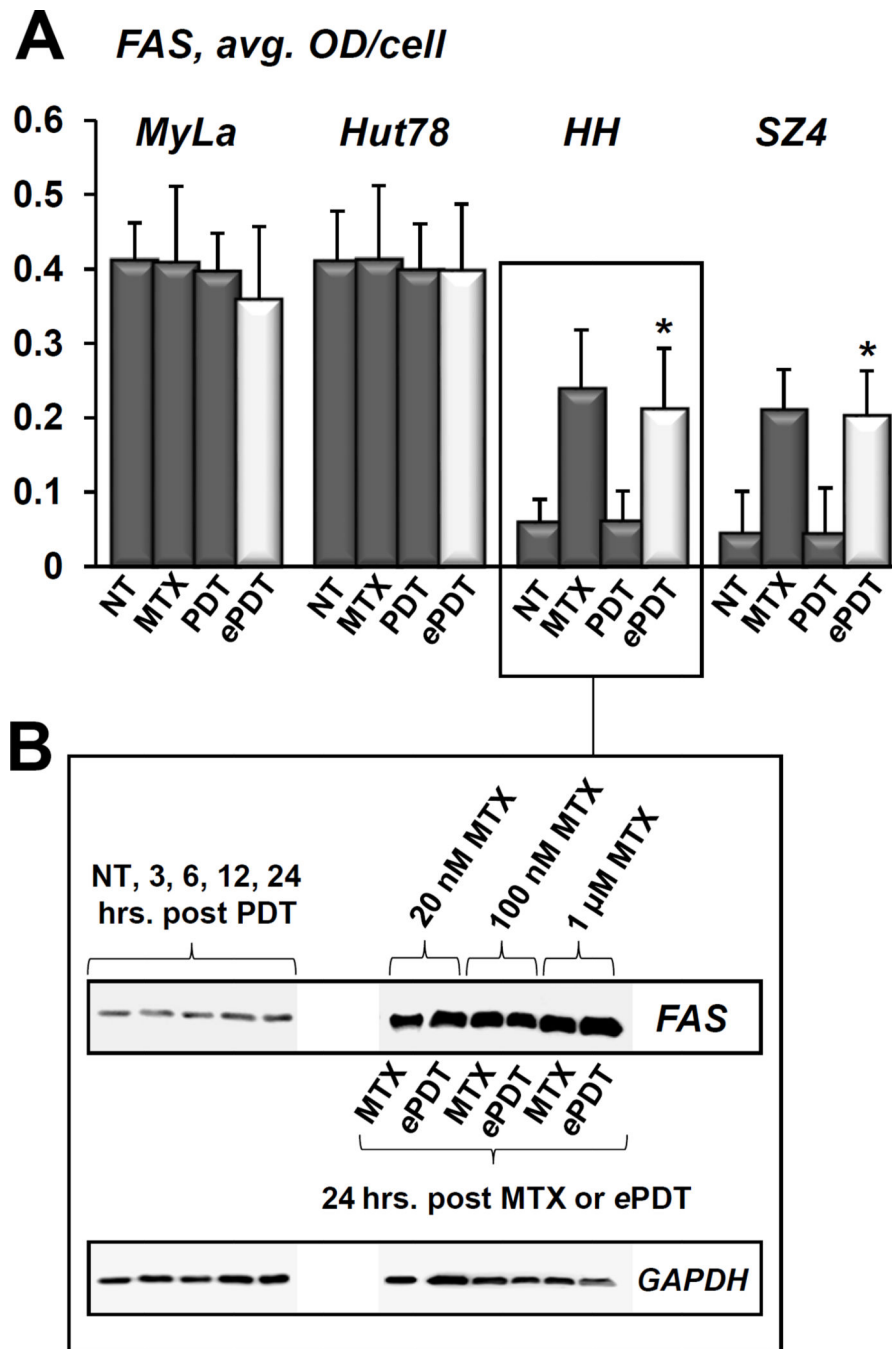 A FAS, avg. OD/cell
MyLa Hut78 HH SZ4
0.6
0.5
0.4
0.3
0.2
0.1
0
* *
NT MTX PDT ePDT NT MTX PDT ePDT NT MTX PDT ePDT NT MTX PDT ePDT
B
20 nM MTX 100 nM MTX 1 µM MTX
NT, 3, 6, 12, 24
hrs. post PDT
FAS
MTX ePDT MTX ePDT MTX ePDT
24 hrs. post MTX or ePDT
GAPDH